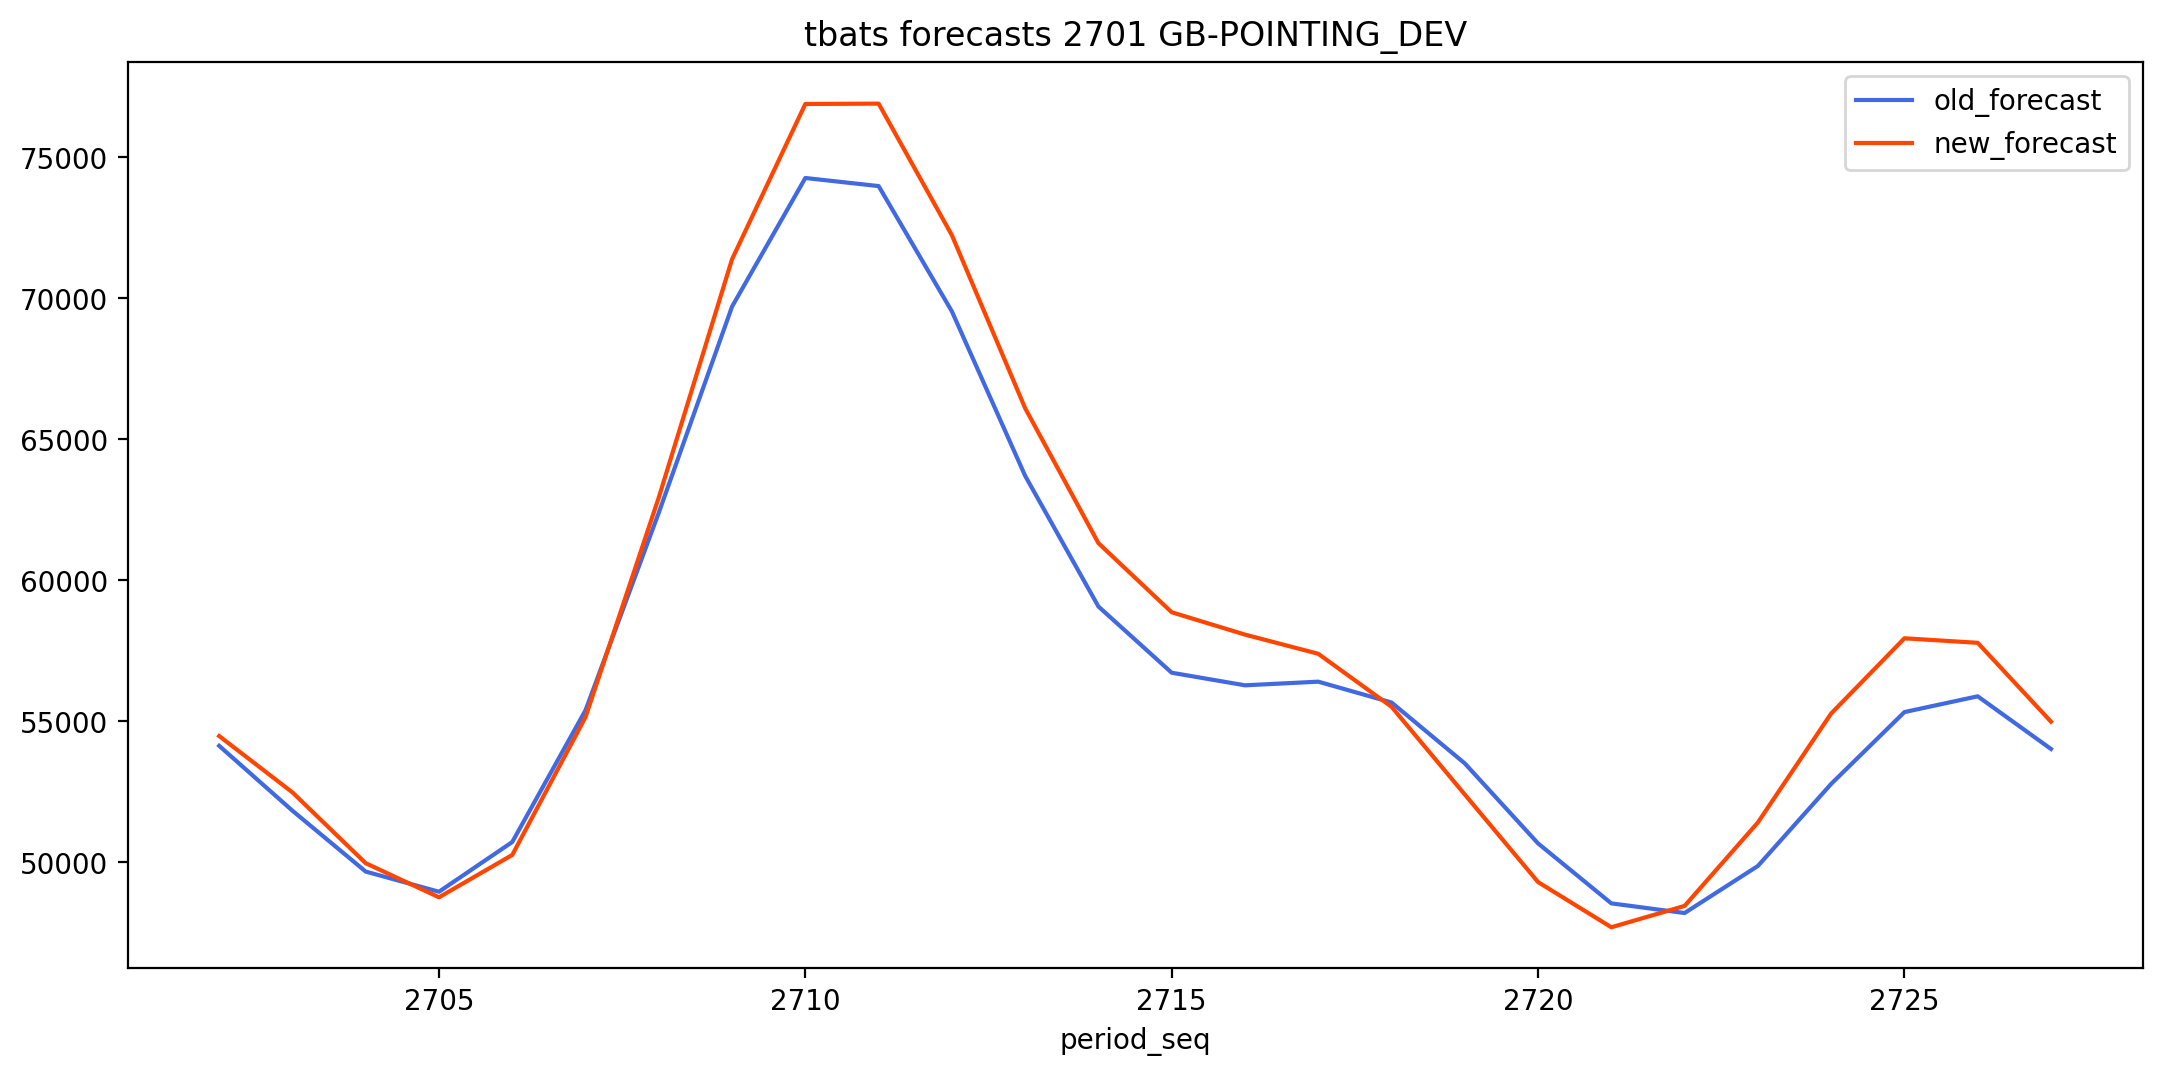 tbats forecasts 2701 GB-POINTING_DEV
old_forecast
new_forecast
75000
70000
65000
60000
55000
50000
2705 2710 2715 2720 2725
period_seq